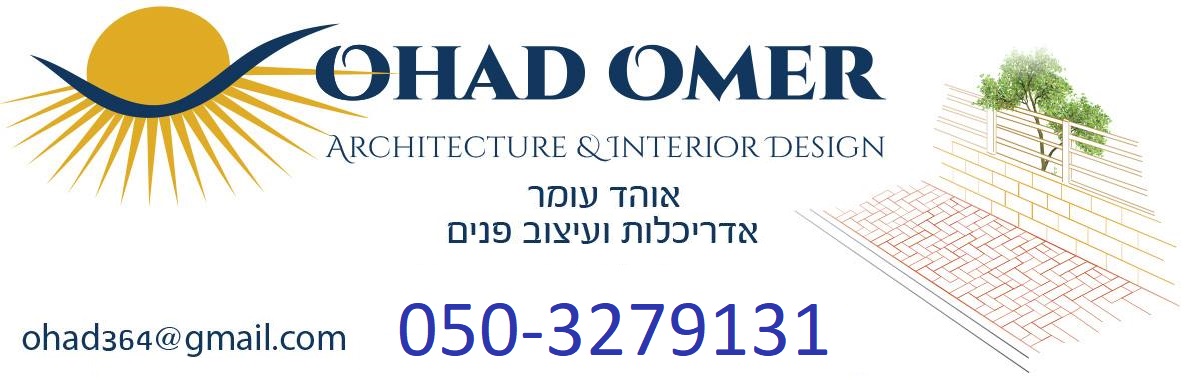 OHAD OMER
ARCHITECTURE & INTERIOR DESIGN
אוהד עומר
אדריכלות ועיצוב פנים
050-3279131
ohad364@gmail.com